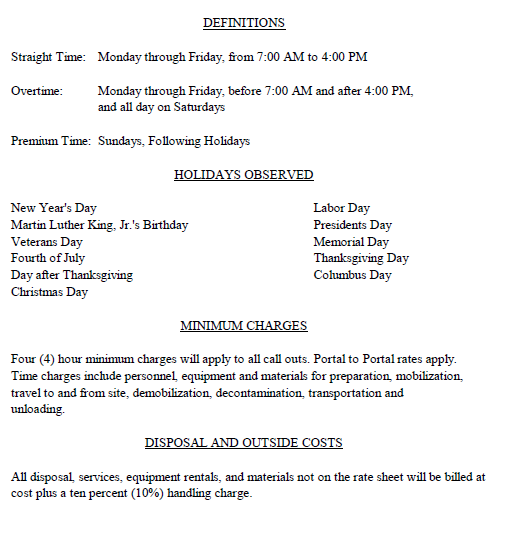 DEFINITIONS
Straight Time: Monday through Friday, from 7:00 AM to 4:00 PM
Overtime: Monday through Friday, before 7:00 AM and after 4:00 PM,
and all day on Saturdays
Premium Time: Sundays, Following Holidays
HOLIDAYS OBSERVED
New Year's Day Labor Day
Martin Luther King, Jr.'s Birthday Presidents Day
Veterans Day Memorial Day
Fourth of July Thanksgiving Day
Day after Thanksgiving Columbus Day
Christmas Day
MINIMUM CHARGES
Four (4) hour minimum charges will apply to all call outs. Portal to Portal rates apply.
Time charges include personnel, equipment and materials for preparation, mobilization,
travel to and from site, demobilization, decontamination, transportation and
unloading.
DISPOSAL AND OUTSIDE COSTS
All disposal, services, equipment rentals, and materials not on the rate sheet will be billed at
cost plus a ten percent (10%) handling charge.